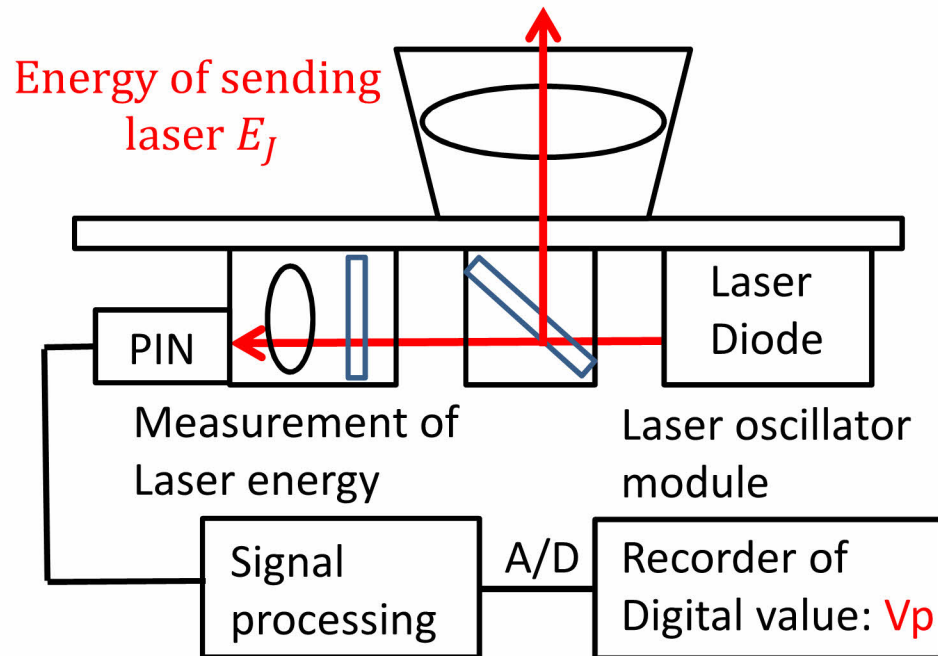 Energy of sending
laser E_J
Laser
Diode
PIN
Measurement of
Laser energy
Laser oscillator
module
Signal
processing
A/D
Recorder of
Digital value: Vp